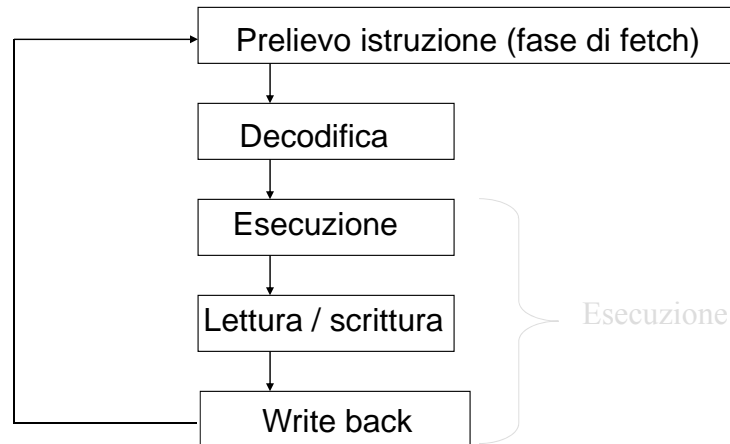 Prelievo istruzione (fase di fetch)
Decodifica
Esecuzione
Lettura / scrittura
Esecuzione
Write back